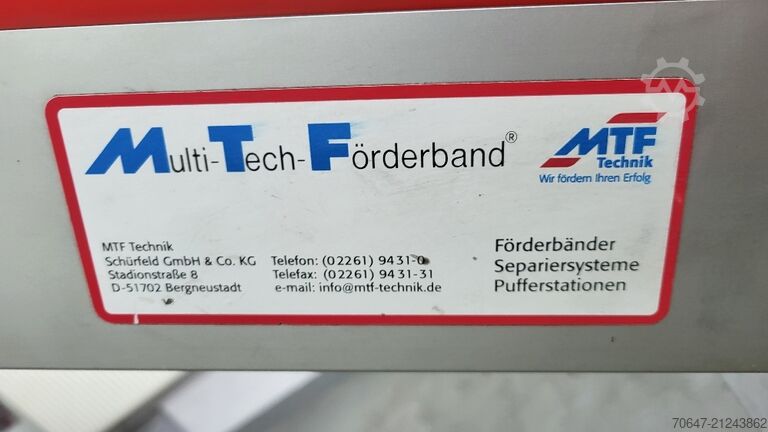 Multi-Tech-Förderband®
MTF
Technik
Wir fördern Ihren Erfolg
MTF Technik
Schürfeld GmbH & Co. KG
Stadionstraße 8
D-51702 Bergneustadt
Telefon: (02261) 9431-0
Telefax: (02261) 9431-31
e-mail: info@mtf-technik.de
Förderbänder
Separiersysteme
Pufferstationen
70647-21243862